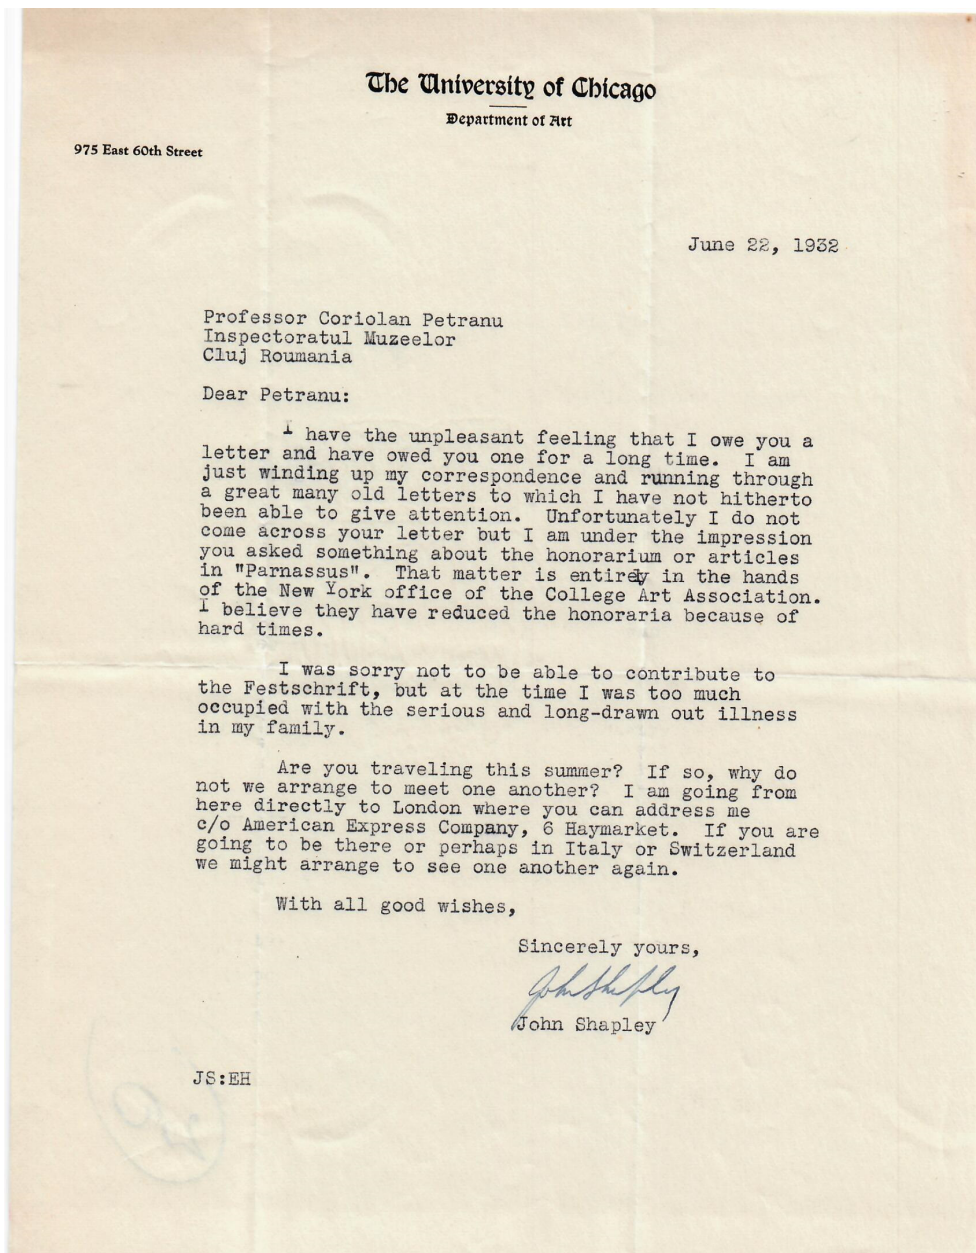 The University of Chicago
Department of Art
975 East 60th Street
June 22, 1932
Professor Coriolan Petranu
Inspectoratul Muzeelor
Cluj Roumania
Dear Petranu:
I have the unpleasant feeling that I owe you a
letter and have owed you one for a long time. I am
just winding up my correspondence and running through
a great many old letters to which I have not hitherto
been able to give attention. Unfortunately I do not
come across your letter but I am under the impression
you asked something about the honorarium or articles
in "Parnassus". That matter is entirely in the hands
of the New York office of the College Art Association.
I believe they have reduced the honoraria because of
hard times.
I was sorry not to be able to contribute to
the Festschrift, but at the time I was too much
occupied with the serious and long-drawn out illness
in my family.
Are you traveling this summer? If so, why do
not we arrange to meet one another? I am going from
here directly to London where you can address me
c/o American Express Company, 6 Haymarket. If you are
going to be there or perhaps in Italy or Switzerland
we might arrange to see one another again.
With all good wishes,
Sincerely yours,
John Shapley
John Shapley
JS:EH